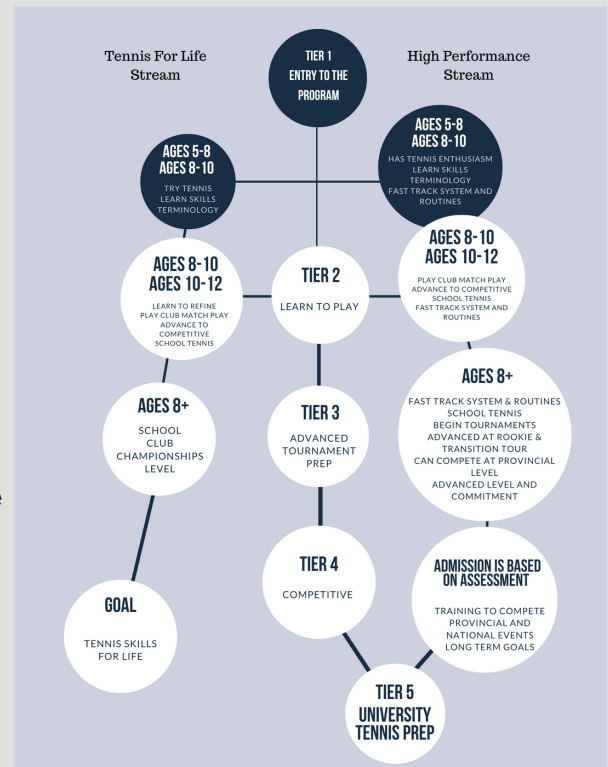 Tennis For Life
Stream
TIER 1
ENTRY TO THE
PROGRAM
High Performance
Stream
AGES 5-8
AGES 8-10
TRY TENNIS
LEARN SKILLS
TERMINOLOGY
AGES 5-8
AGES 8-10
HAS TENNIS ENTHUSIASM
LEARN SKILLS
TERMINOLOGY
FAST TRACK SYSTEM AND
ROUTINES
AGES 8-10
AGES 10-12
LEARN TO REFINE
PLAY CLUB MATCH PLAY
ADVANCE TO
COMPETITIVE
SCHOOL TENNIS
TIER 2
LEARN TO PLAY
AGES 8-10
AGES 10-12
PLAY CLUB MATCH PLAY
ADVANCE TO COMPETITIVE
SCHOOL TENNIS
FAST TRACK SYSTEM AND
ROUTINES
AGES 8+
SCHOOL
CLUB
CHAMPIONSHIPS
LEVEL
TIER 3
ADVANCED
TOURNAMENT
PREP
AGES 8+
FAST TRACK SYSTEM & ROUTINES
SCHOOL TENNIS
BEGIN TOURNAMENTS
ADVANCED AT ROOKIE &
TRANSITION TOUR
CAN COMPETE AT PROVINCIAL
LEVEL
ADVANCED LEVEL AND
COMMITMENT
GOAL
TENNIS SKILLS
FOR LIFE
TIER 4
COMPETITIVE
ADMISSION IS BASED
ON ASSESSMENT
TRAINING TO COMPETE
PROVINCIAL AND
NATIONAL EVENTS
LONG TERM GOALS
TIER 5
UNIVERSITY
TENNIS PREP